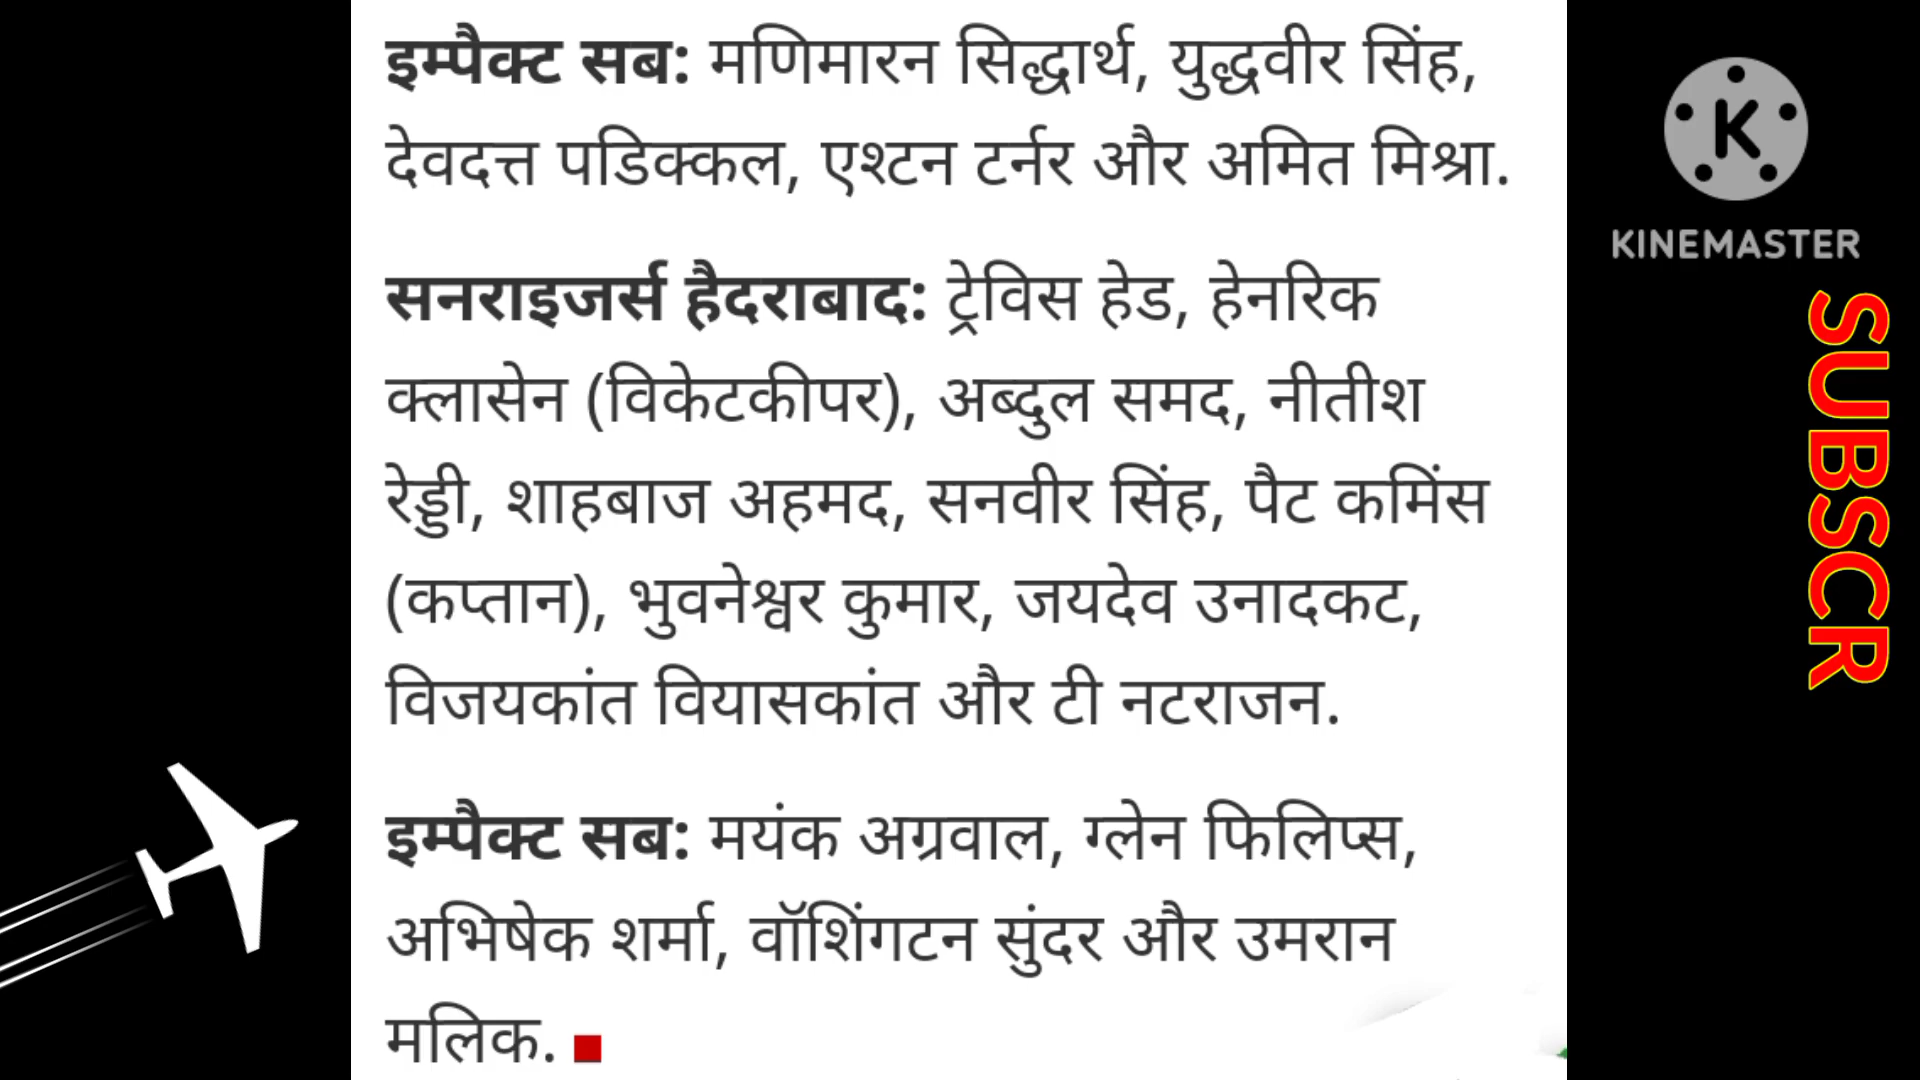 इम्पैक्ट सब: मणिमारन सिद्धार्थ, युद्धवीर सिंह,
देवदत्त पडिक्कल, एश्टन टर्नर और अमित मिश्रा.
सनराइजर्स हैदराबाद: ट्रेविस हेड, हेनरिक
क्लासेन (विकेटकीपर), अब्दुल समद, नीतीश
रेड्डी, शाहबाज अहमद, सनवीर सिंह, पैट कमिंस
(कप्तान), भुवनेश्वर कुमार, जयदेव उनादकट,
विजयकांत वियासकांत और टी नटराजन.
इम्पैक्ट सब: मयंक अग्रवाल, ग्लेन फिलिप्स,
अभिषेक शर्मा, वॉशिंगटन सुंदर और उमरान
मलिक.
K
KINEMASTER
SUBSCR